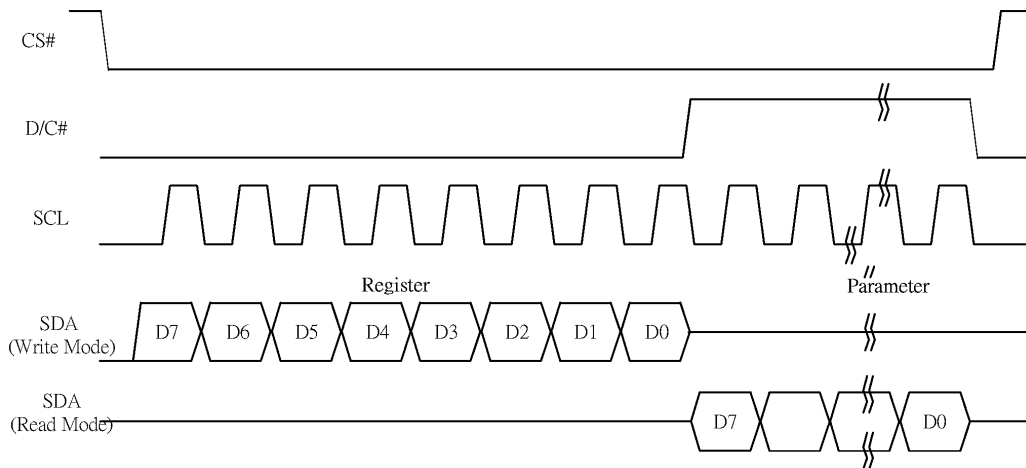 CS#
D/C#
SCL
Register Parameter
SDA
(Write Mode)
D7 D6 D5 D4 D3 D2 D1 D0
SDA
(Read Mode)
D7 D0